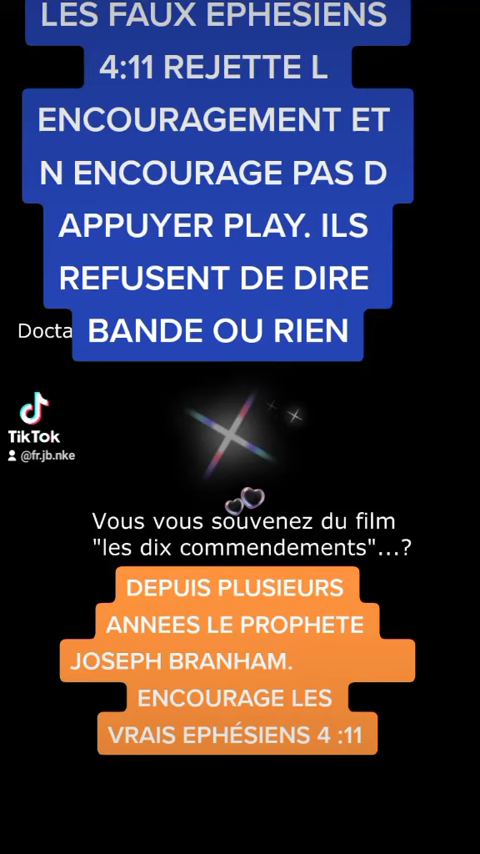 LES FAUX EPHESIENS
4:11 REJETTE L
ENCOURAGEMENT ET
N ENCOURAGE PAS D
APPUYER PLAY. ILS
REFUSENT DE DIRE
BANDE OU RIEN
Docta
TikTok
@fr.jb.nke
Vous vous souvenez du film
"les dix commendements"...?
DEPUIS PLUSIEURS
ANNEES LE PROPHETE
JOSEPH BRANHAM.
ENCOURAGE LES
VRAIS EPHÉSIENS 4 :11